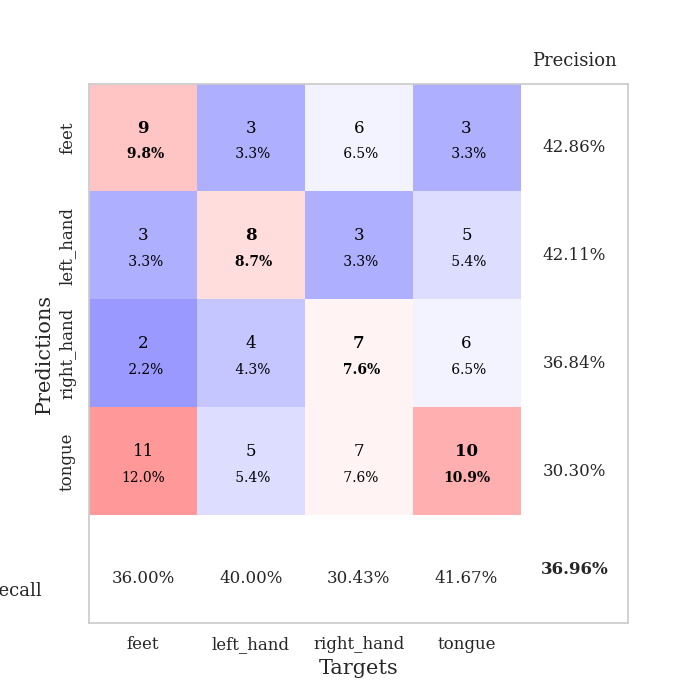 Precision
feet
9 3 6 3
9.8% 3.3% 6.5% 3.3%
42.86%
left_hand
3 8 3 5
3.3% 8.7% 3.3% 5.4%
42.11%
Predictions
right_hand
2 4 7 6
2.2% 4.3% 7.6% 6.5%
36.84%
tongue
11 5 7 10
12.0% 5.4% 7.6% 10.9%
30.30%
ecall
36.00% 40.00% 30.43% 41.67%
36.96%
feet left_hand right_hand tongue
Targets